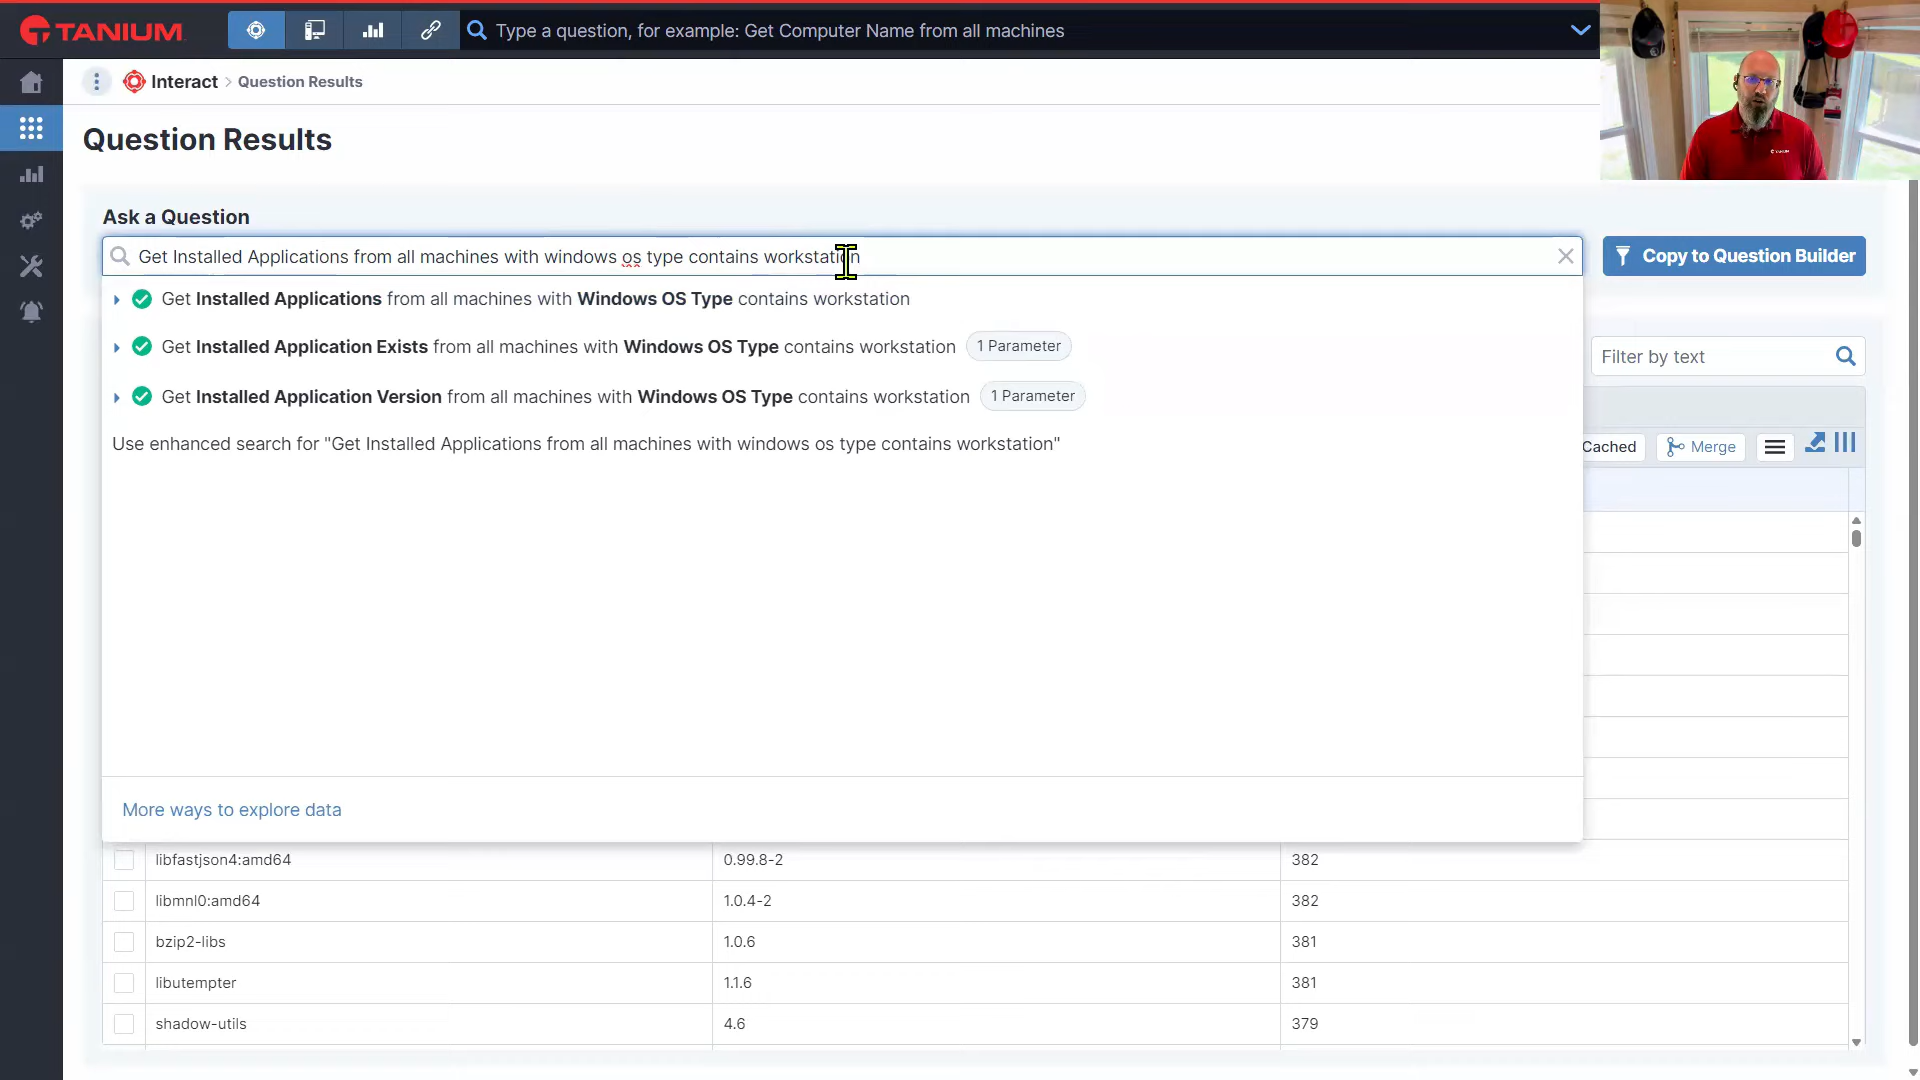 TANIUM
Type a question, for example: Get Computer Name from all machines
Interact > Question Results
Question Results
Ask a Question
Get Installed Applications from all machines with windows os type contains workstation
Copy to Question Builder
Get Installed Applications from all machines with Windows OS Type contains workstation
Get Installed Application Exists from all machines with Windows OS Type contains workstation 1 Parameter
Filter by text
Get Installed Application Version from all machines with Windows OS Type contains workstation 1 Parameter
Use enhanced search for "Get Installed Applications from all machines with windows os type contains workstation"
Cached Merge
More ways to explore data
libfastjson4:amd64 0.99.8-2 382
libmnl0:amd64 1.0.4-2 382
bzip2-libs 1.0.6 381
libutempter 1.1.6 381
shadow-utils 4.6 379